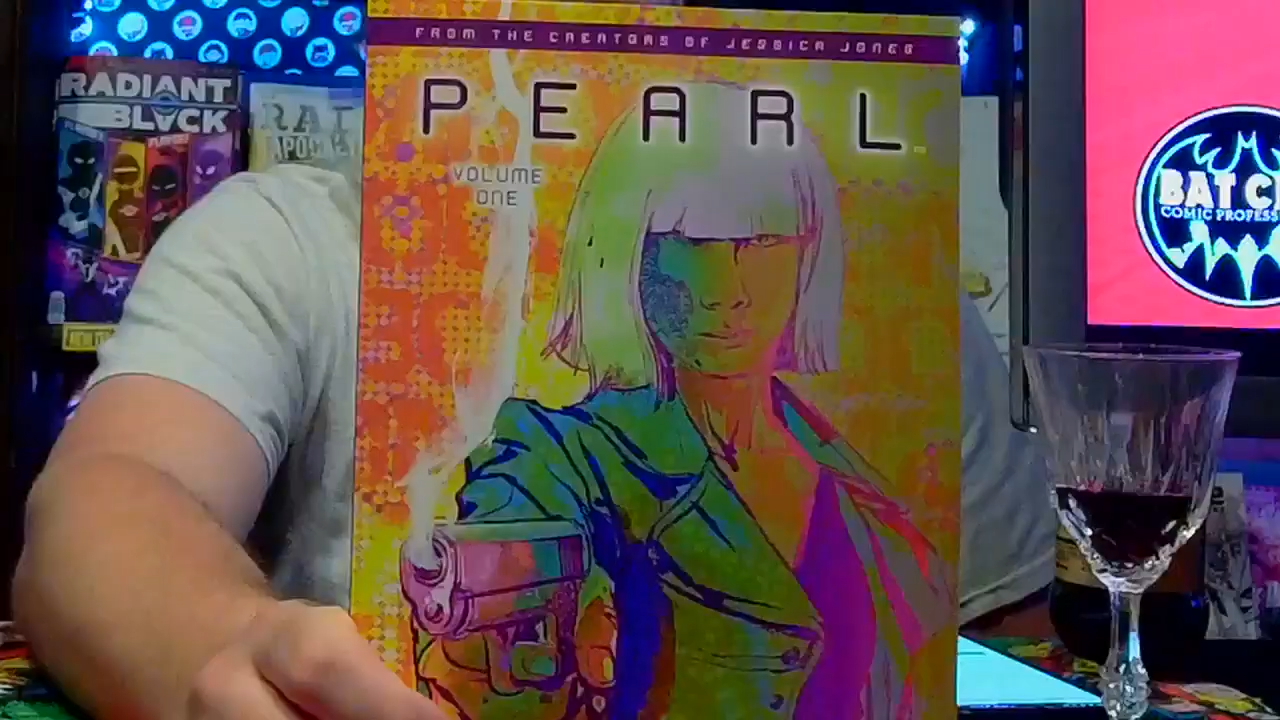 FROM THE CREATORS OF JESSICA JONES
PEARL
VOLUME
ONE
RADIANT
BLACK
BAT C
COMIC PROFESS